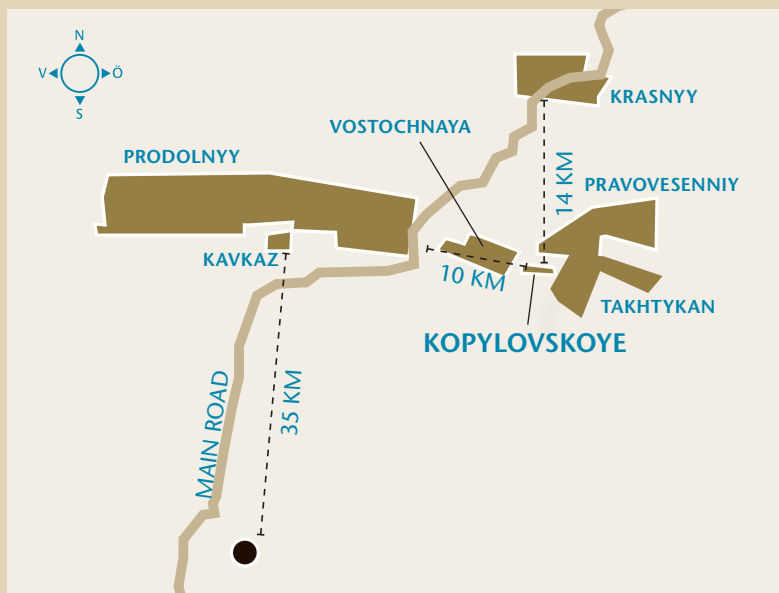 N
V Ö
S
KRASNYY
VOSTOCHNAYA
PRODOLNYY
14 KM
PRAVOVESENNIY
KAVKAZ
10 KM
TAKHTYKAN
KOPYLOVSKOYE
35 KM
MAIN ROAD